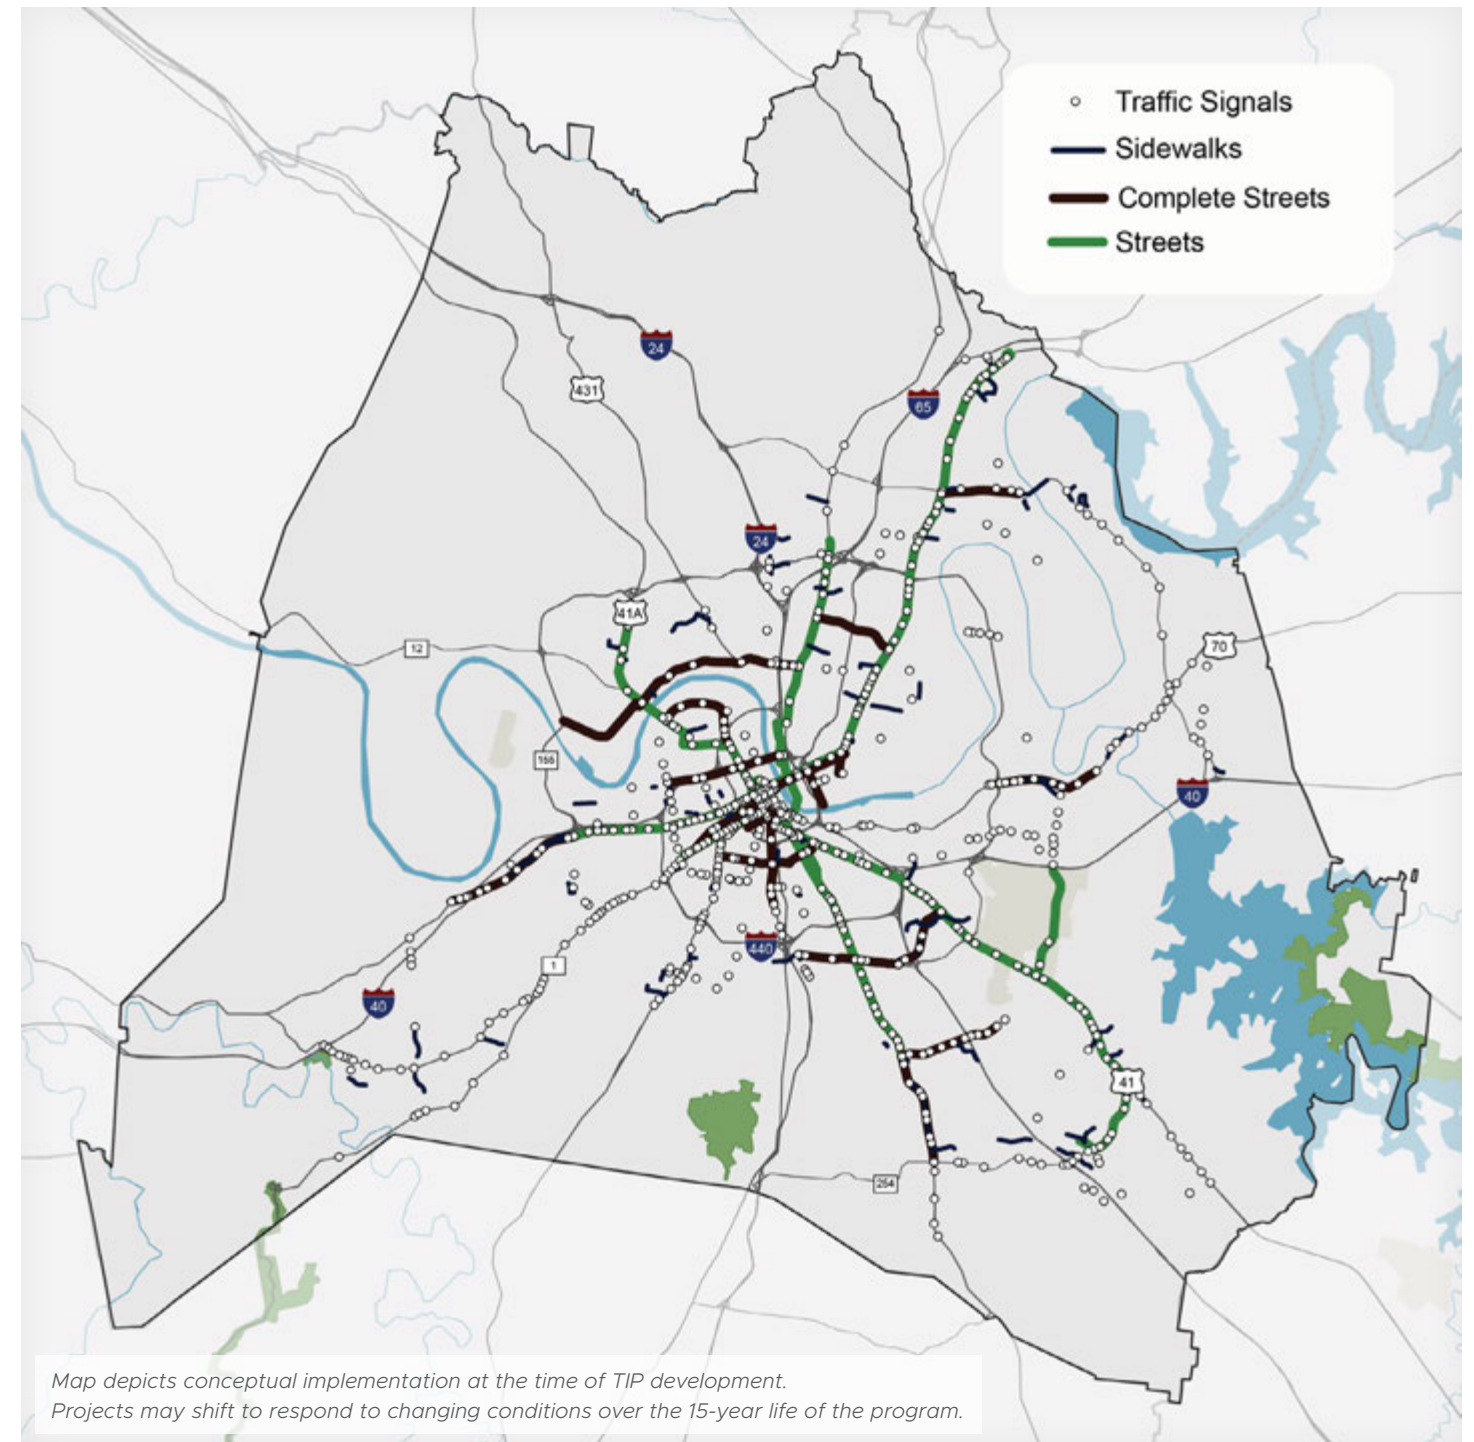 Traffic Signals
Sidewalks
Complete Streets
Streets
24
431
65
24
41A
12
70
155
40
440
1
40
41
254
Map depicts conceptual implementation at the time of TIP development.
Projects may shift to respond to changing conditions over the 15-year life of the program.